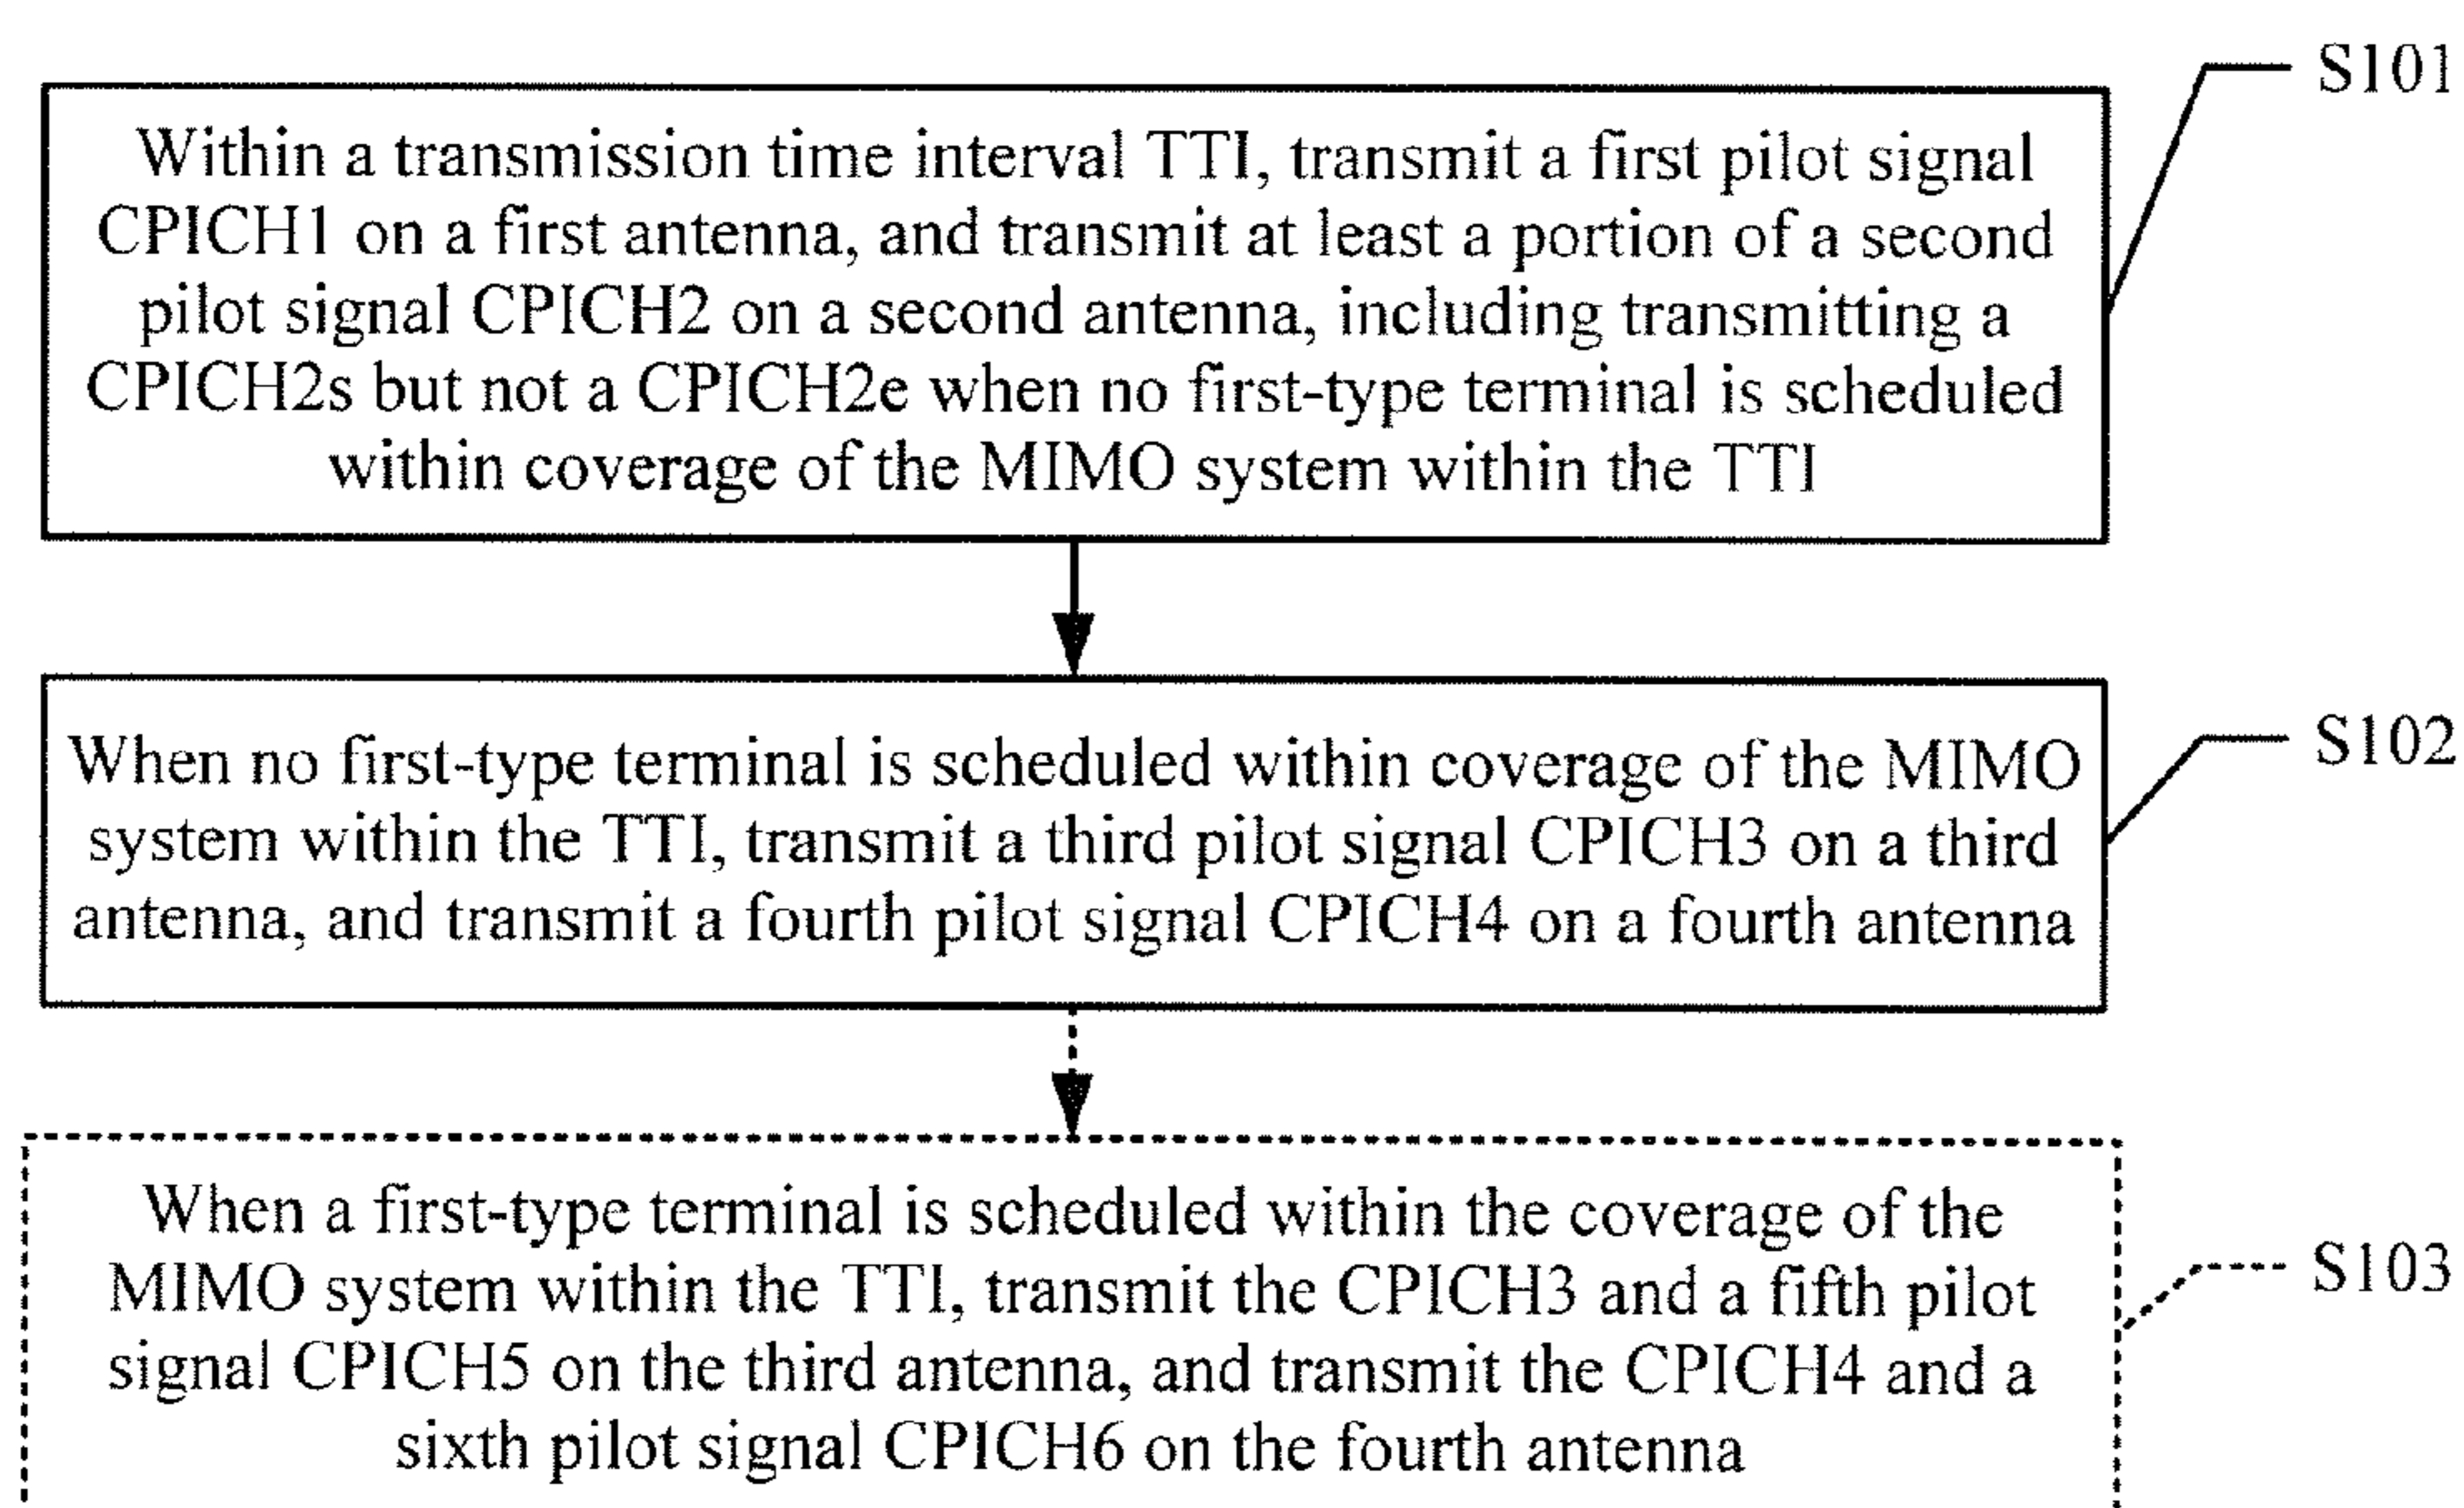 S101
Within a transmission time interval TTI, transmit a first pilot signal
CPICH1 on a first antenna, and transmit at least a portion of a second
pilot signal CPICH2 on a second antenna, including transmitting a
CPICH2s but not a CPICH2e when no first-type terminal is scheduled
within coverage of the MIMO system within the TTI
S102
When no first-type terminal is scheduled within coverage of the MIMO
system within the TTI, transmit a third pilot signal CPICH3 on a third
antenna, and transmit a fourth pilot signal CPICH4 on a fourth antenna
When a first-type terminal is scheduled within the coverage of the
MIMO system within the TTI, transmit the CPICH3 and a fifth pilot
S103
signal CPICH5 on the third antenna, and transmit the CPICH4 and a
sixth pilot signal CPICH6 on the fourth antenna